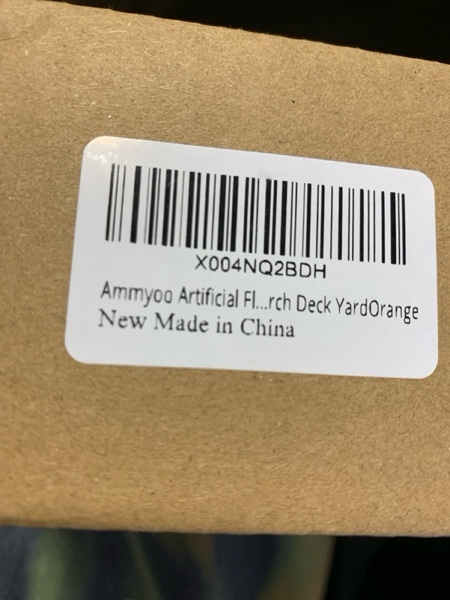 X004NQ2BDH
Ammyoo Artificial Fl...rch Deck YardOrange
New Made in China